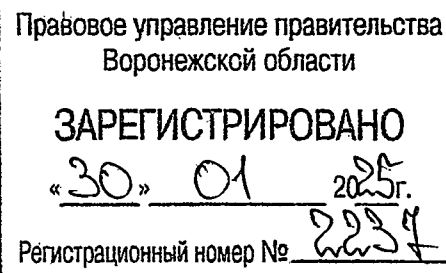 Правовое управление правительства
Воронежской области
ЗАРЕГИСТРИРОВАНО
«30» 01 2025г.
Регистрационный номер № 2237